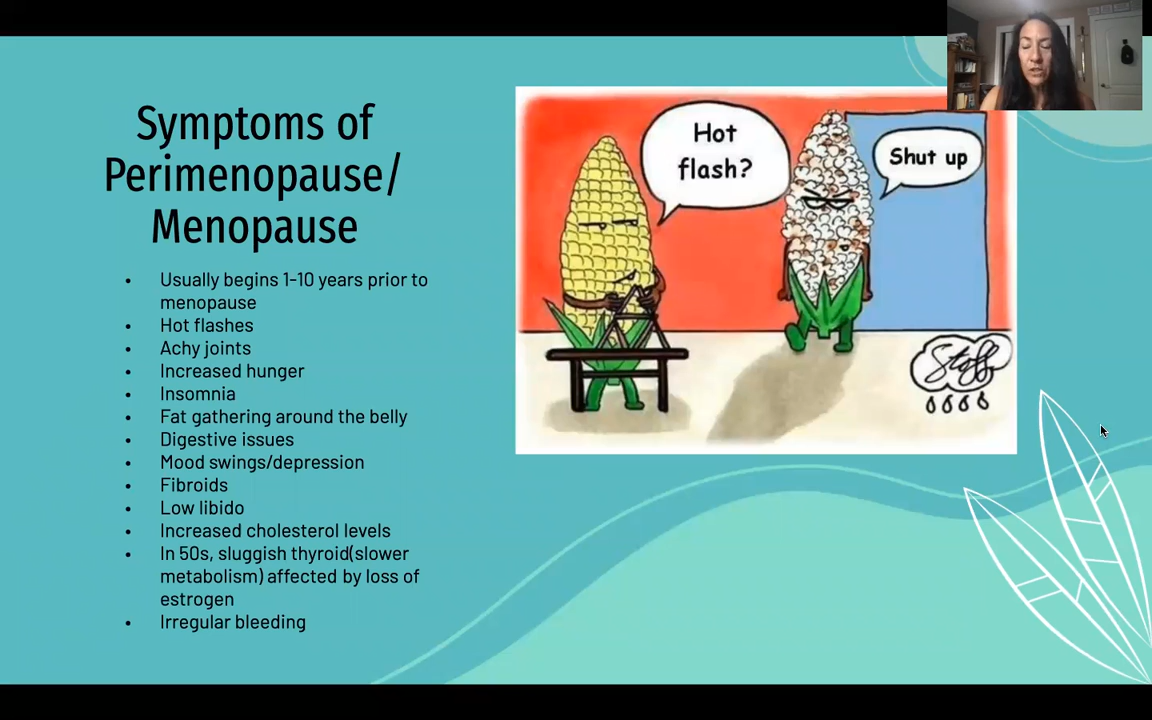 Symptoms of
Perimenopause/
Menopause
• Usually begins 1-10 years prior to
menopause
• Hot flashes
• Achy joints
• Increased hunger
• Insomnia
• Fat gathering around the belly
• Digestive issues
• Mood swings/depression
• Fibroids
• Low libido
• Increased cholesterol levels
• In 50s, sluggish thyroid(slower
metabolism) affected by loss of
estrogen
• Irregular bleeding
Hot
flash?
Shut up